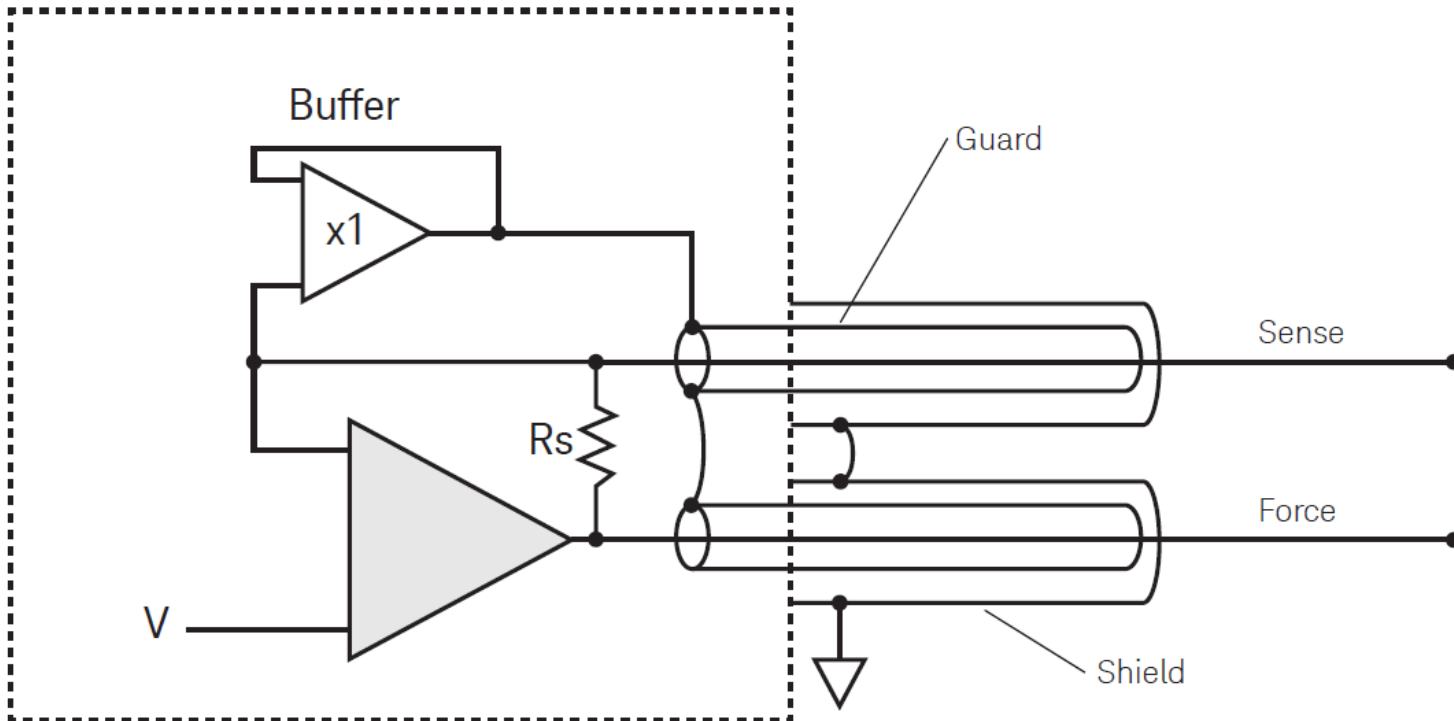 Buffer
Guard
x1
Sense
Rs
Force
V
Shield